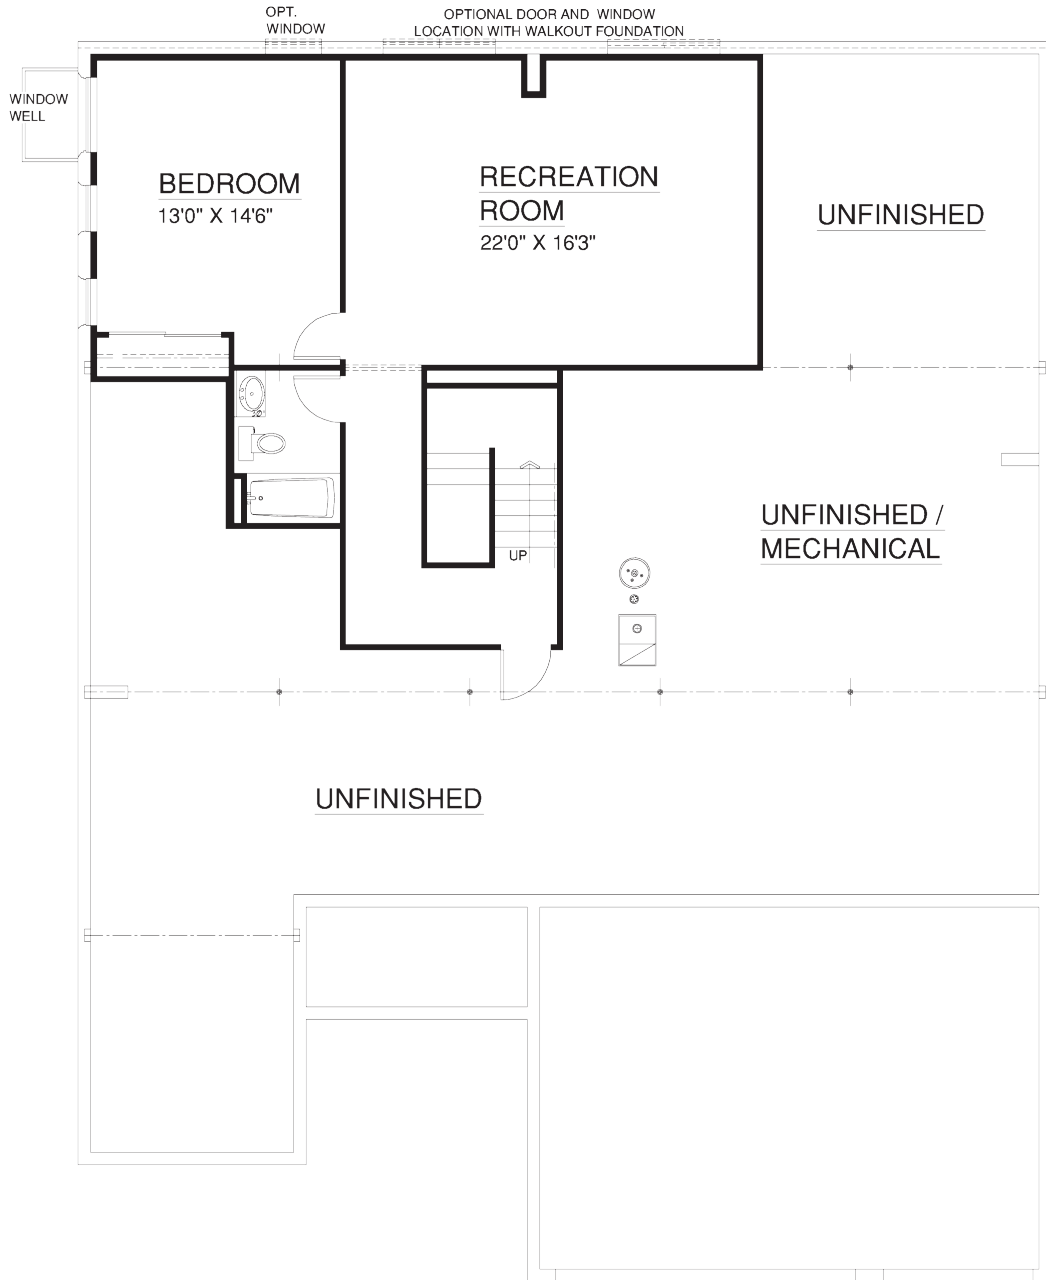 OPT.
WINDOW
OPTIONAL DOOR AND WINDOW
LOCATION WITH WALKOUT FOUNDATION
WINDOW
WELL
BEDROOM
13'0" X 14'6"
RECREATION
ROOM
22'0" X 16'3"
UNFINISHED
UNFINISHED /
MECHANICAL
UP
UNFINISHED